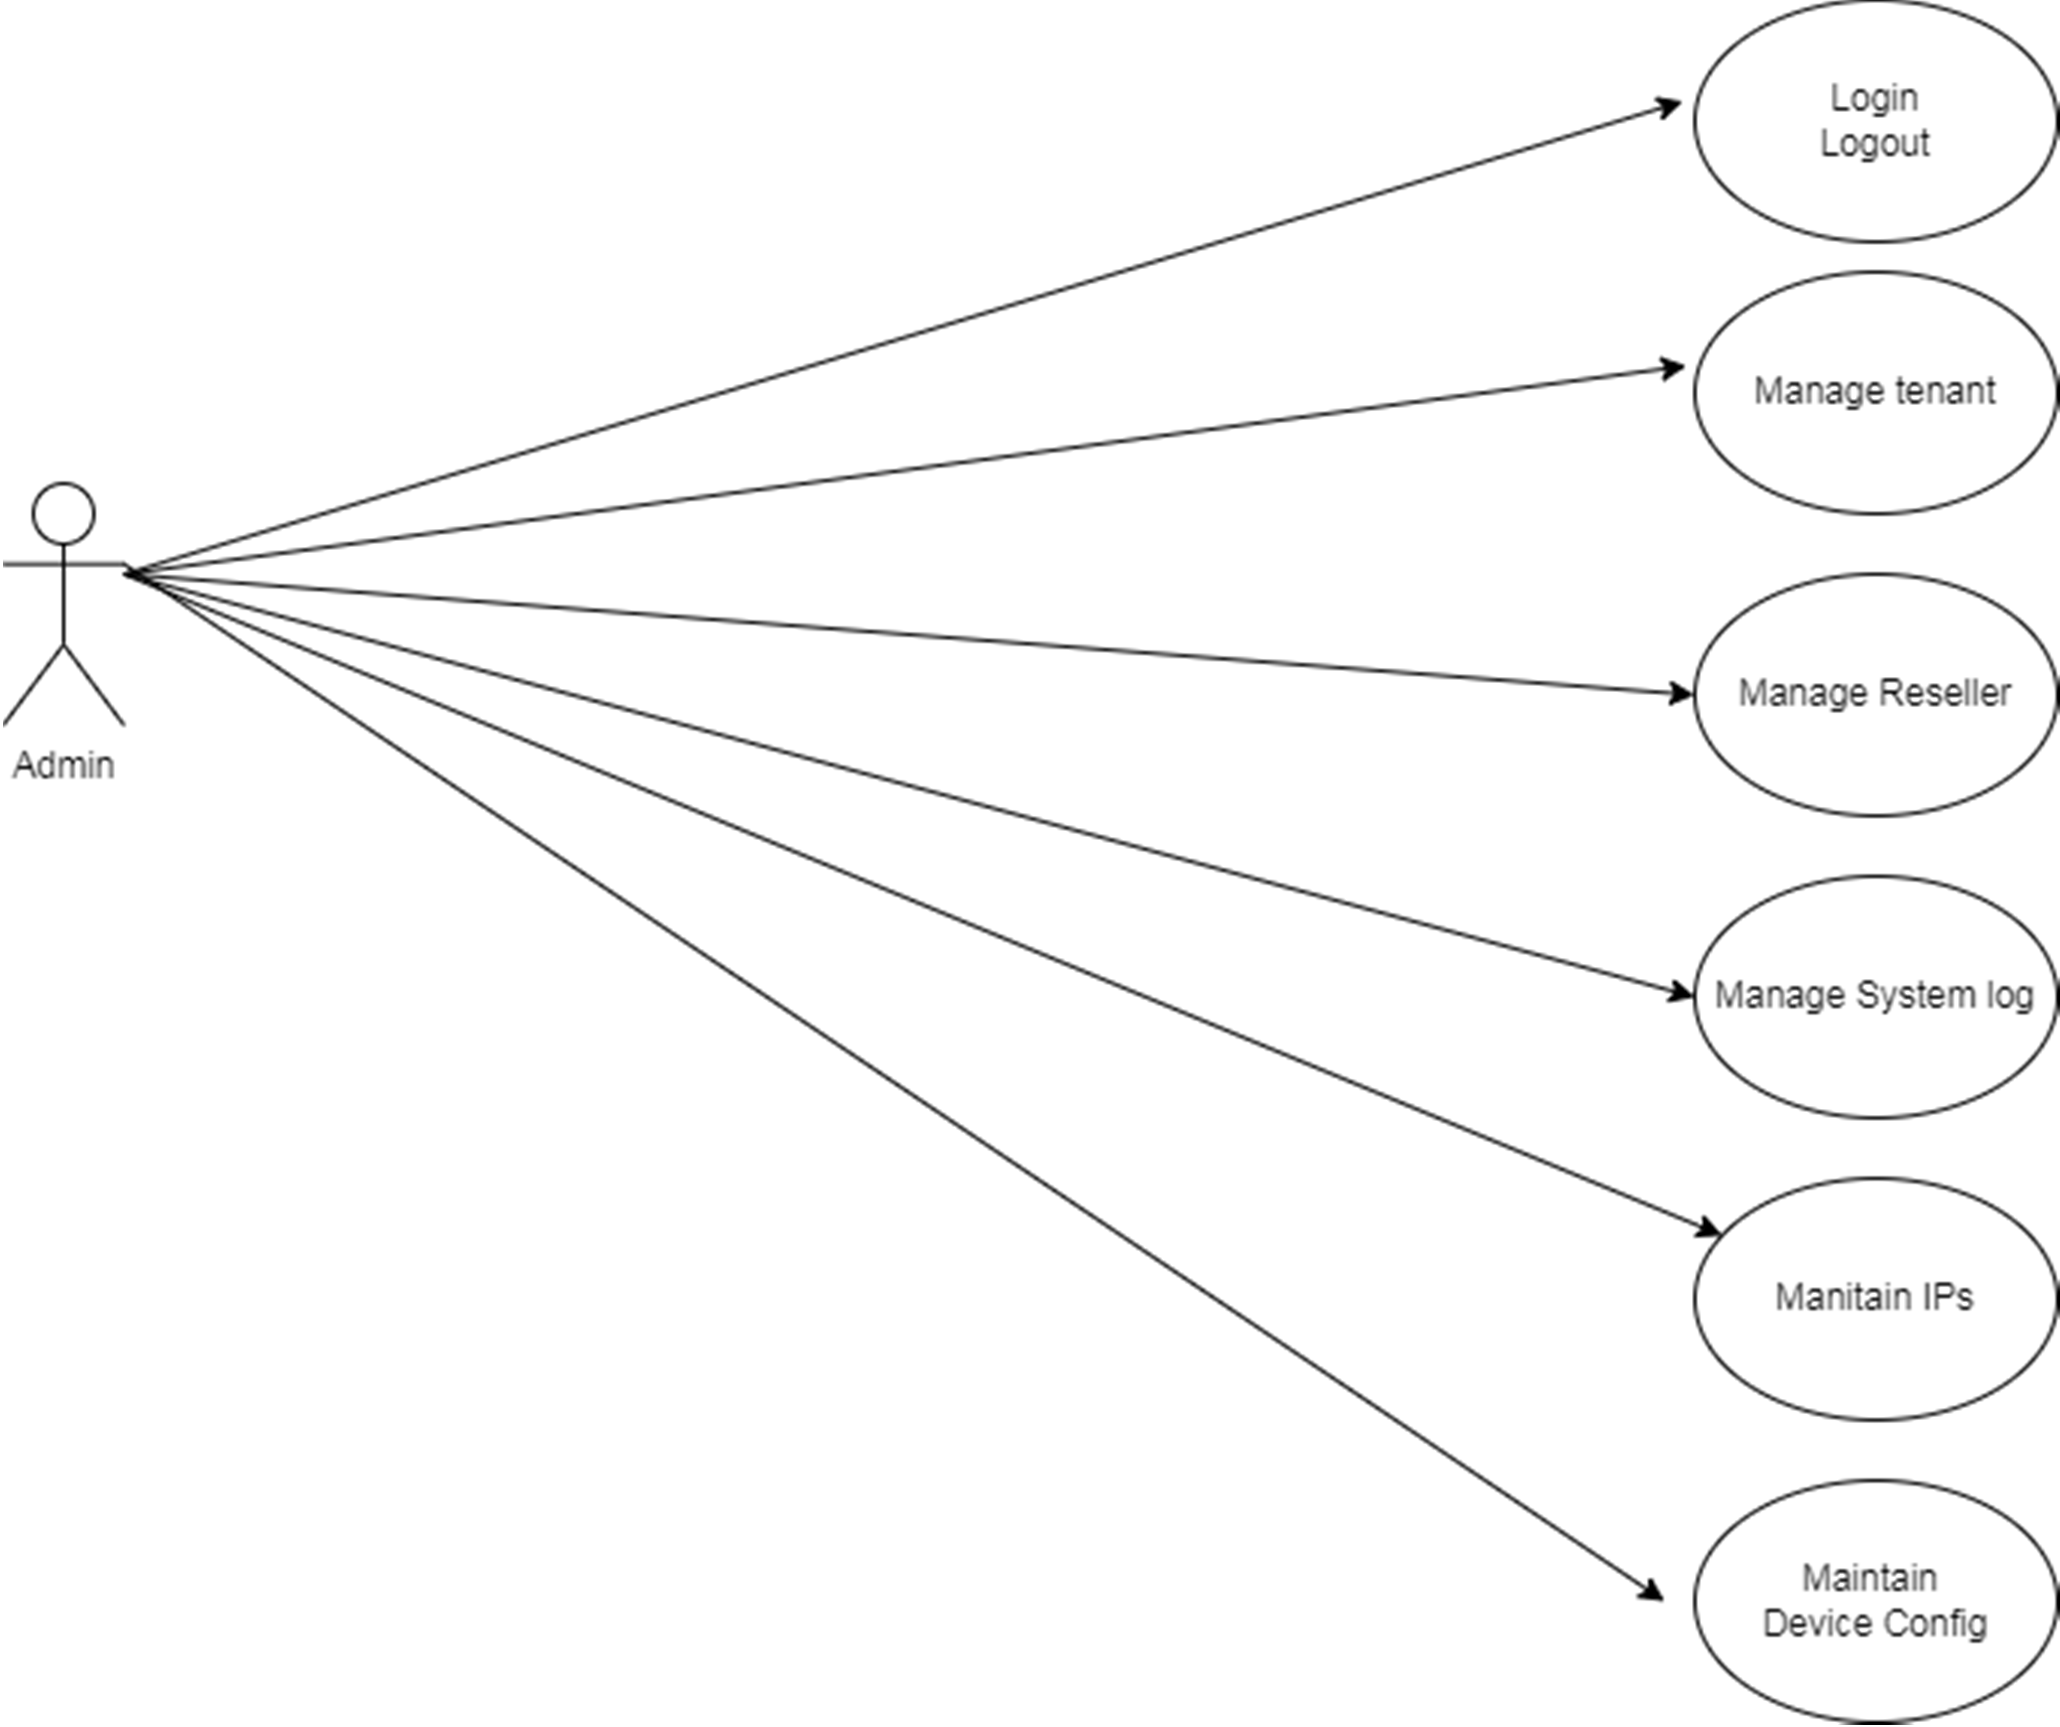 Login
Logout
Manage tenant
Manage Reseller
Admin
Manage System log
Manitain IPs
Maintain
Device Config